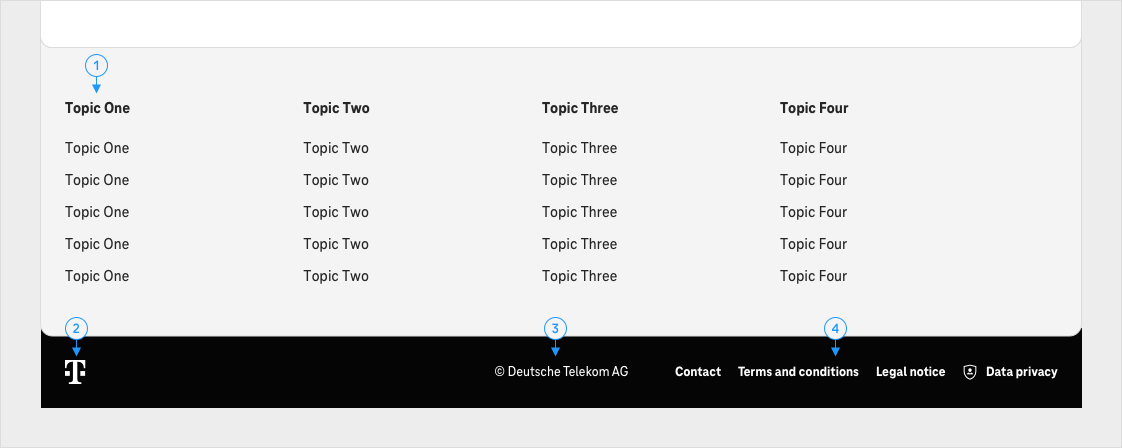 1
Topic One Topic Two Topic Three Topic Four
Topic One Topic Two Topic Three Topic Four
Topic One Topic Two Topic Three Topic Four
Topic One Topic Two Topic Three Topic Four
Topic One Topic Two Topic Three Topic Four
Topic One Topic Two Topic Three Topic Four
2 3 4
T © Deutsche Telekom AG Contact Terms and conditions Legal notice Data privacy